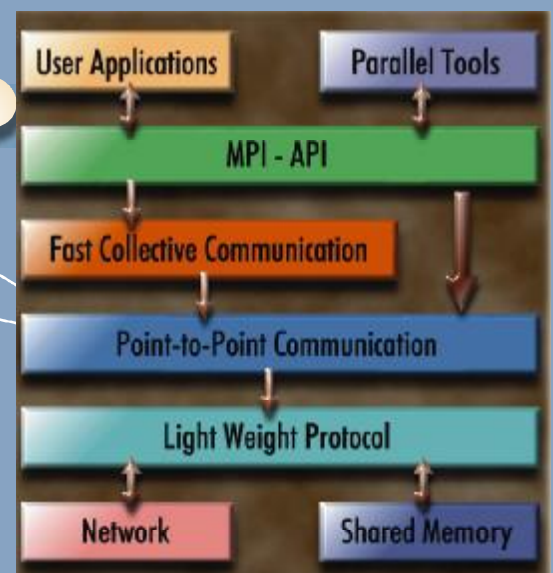 User Applications
Parallel Tools
MPI - API
Fast Collective Communication
Point-to-Point Communication
Light Weight Protocol
Network
Shared Memory